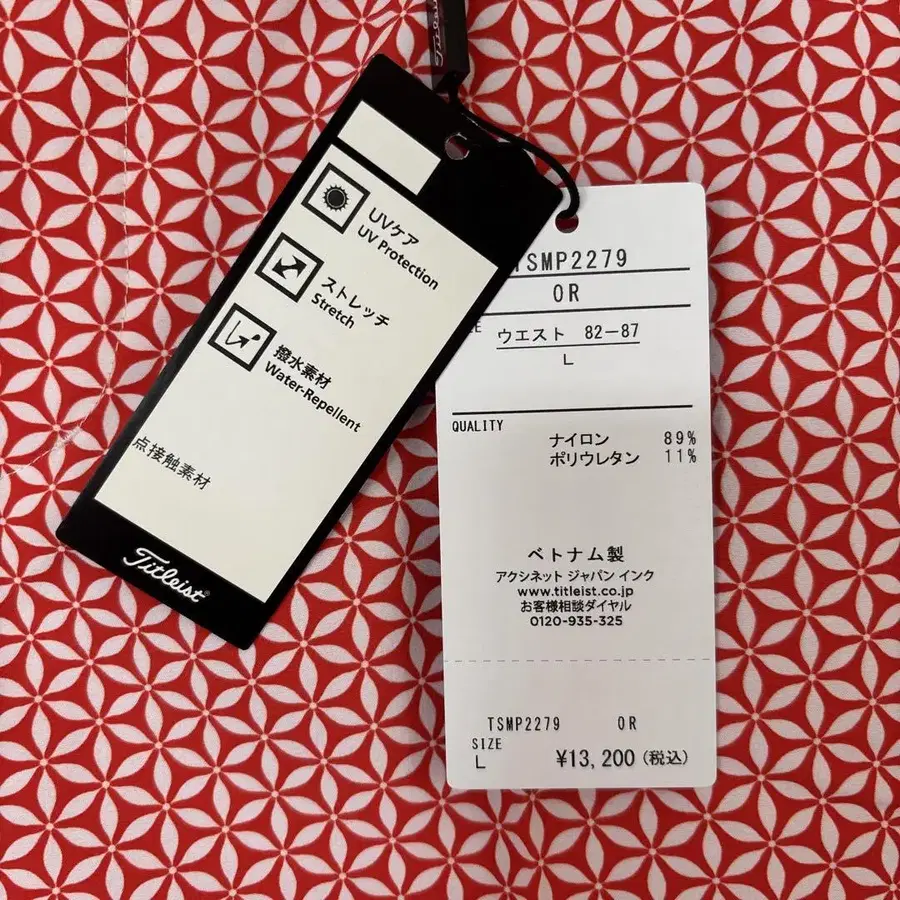 UVケア
UV Protection
ストレッチ
Stretch
撥水素材
Water-Repellent
点接触素材
Titleist®
TSMP2279
OR
ウエスト 82-87
L
QUALITY
ナイロン 89%
ポリウレタン 11%
ベトナム製
アクシネット ジャパン インク
www.titleist.co.jp
お客様相談ダイヤル
0120-935-325
TSMP2279 OR
SIZE
L ¥13,200 (税込)